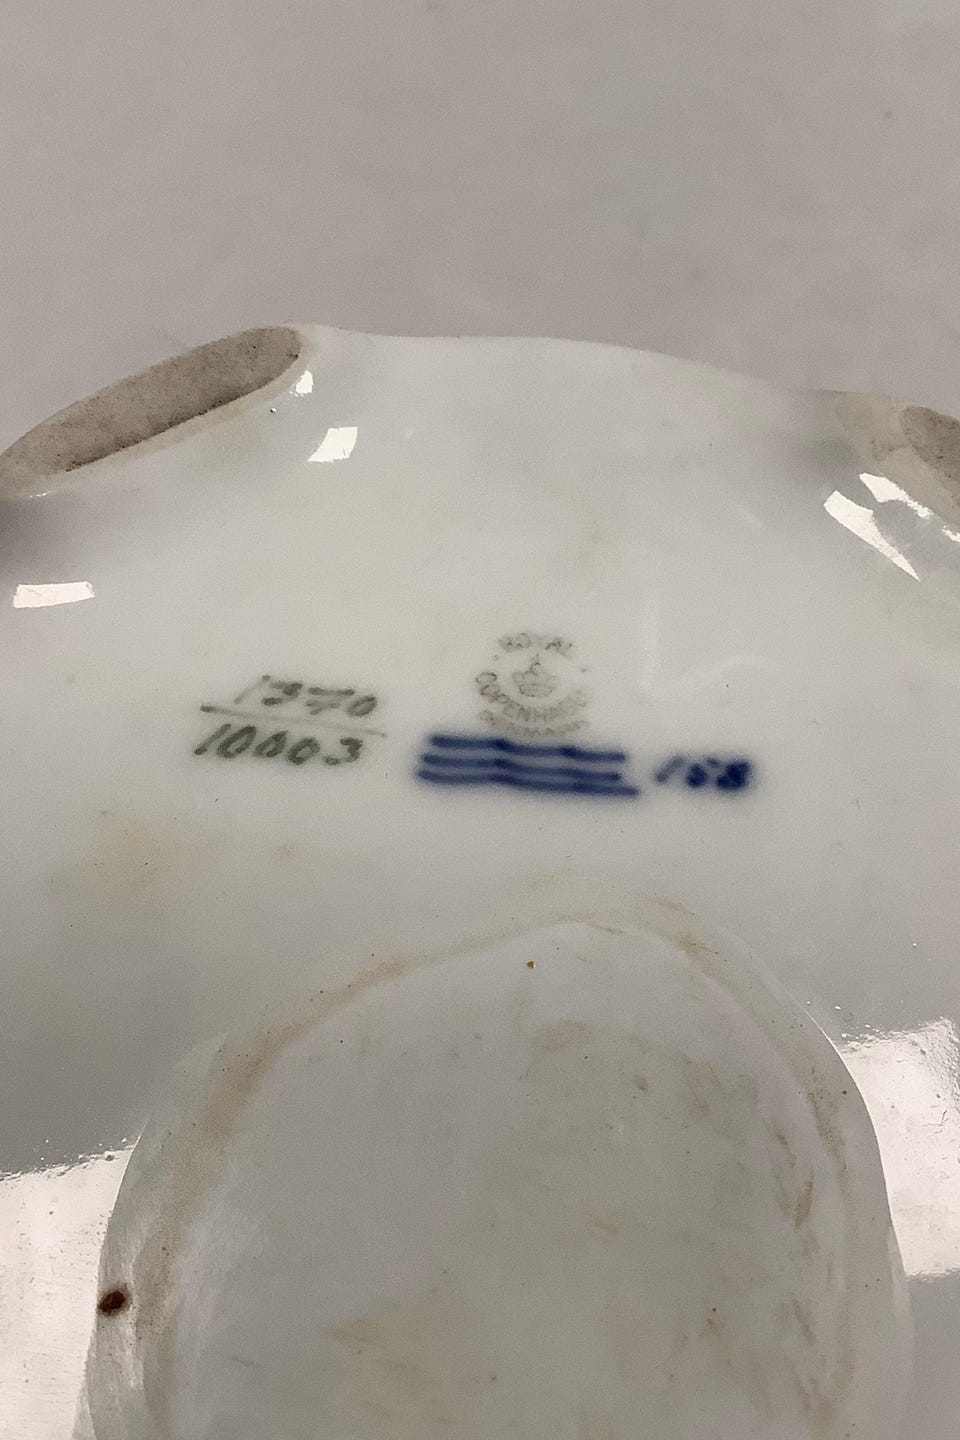 1370
10003
ROYAL
COPENHAGEN
DENMARK
158